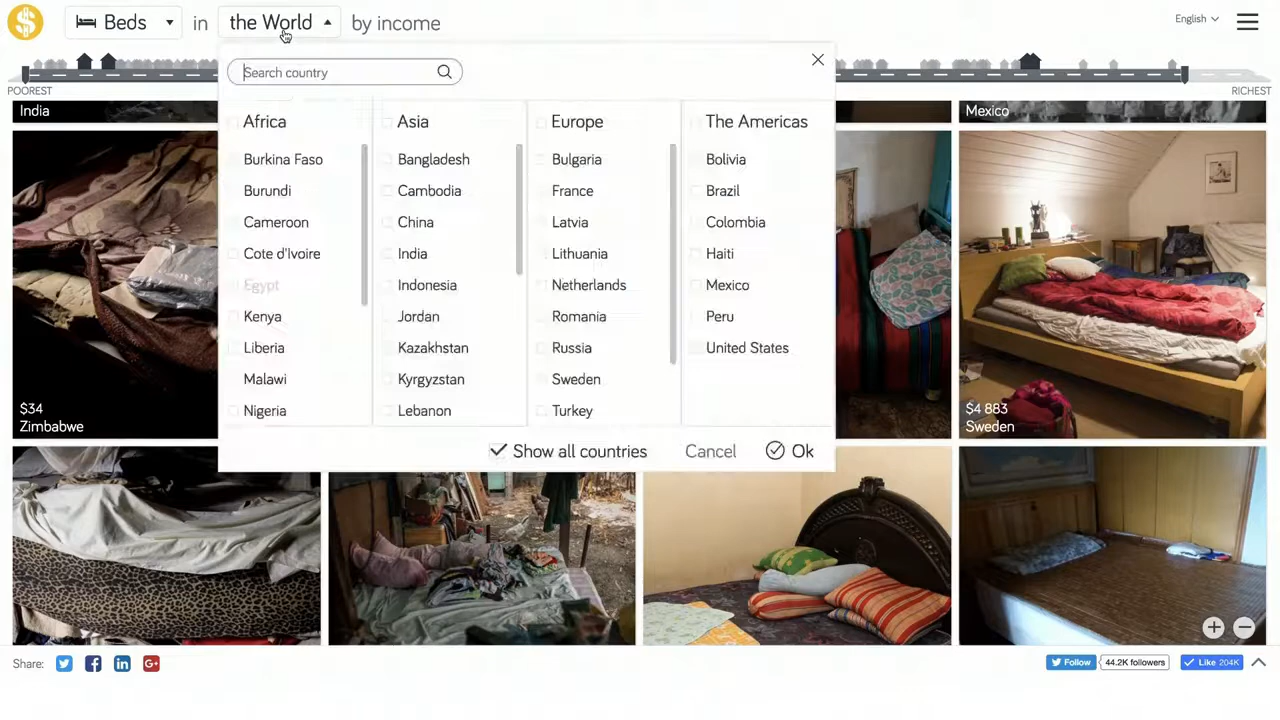 $ Beds in the World by income
English
POOREST
RICHEST
Search country
India
Mexico
Africa
Burkina Faso
Burundi
Cameroon
Cote d'Ivoire
Egypt
Kenya
Liberia
Malawi
Nigeria
Asia
Bangladesh
Cambodia
China
India
Indonesia
Jordan
Kazakhstan
Kyrgyzstan
Lebanon
Europe
Bulgaria
France
Latvia
Lithuania
Netherlands
Romania
Russia
Sweden
Turkey
The Americas
Bolivia
Brazil
Colombia
Haiti
Mexico
Peru
United States
Show all countries Cancel Ok
$34
Zimbabwe
$4 883
Sweden
Share:
Follow 44.2K followers Like 204K